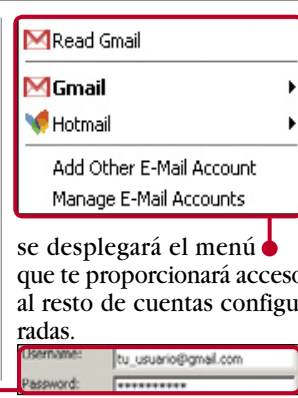 Read Gmail
Gmail
Hotmail
Add Other E-Mail Account
Manage E-Mail Accounts
se desplegará el menú
que te proporcionará acceso
al resto de cuentas configu
radas.
Username: tu_usuario@gmail.com
Password: **********